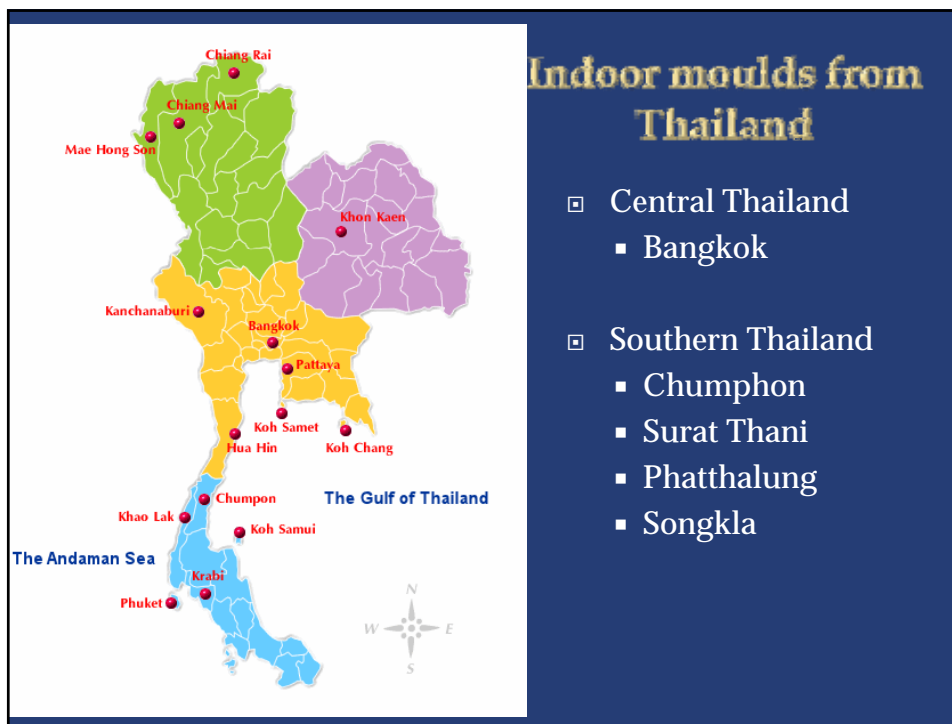 Indoor moulds from
Thailand
Central Thailand
Bangkok
Southern Thailand
Chumphon
Surat Thani
Phatthalung
Songkla
Chiang Rai
Chiang Mai
Mae Hong Son
Khon Kaen
Kanchanaburi
Bangkok
Pattaya
Koh Samet
Hua Hin
Koh Chang
Chumpon
The Gulf of Thailand
Khao Lak
Koh Samui
The Andaman Sea
Krabi
Phuket
N
W
E
S